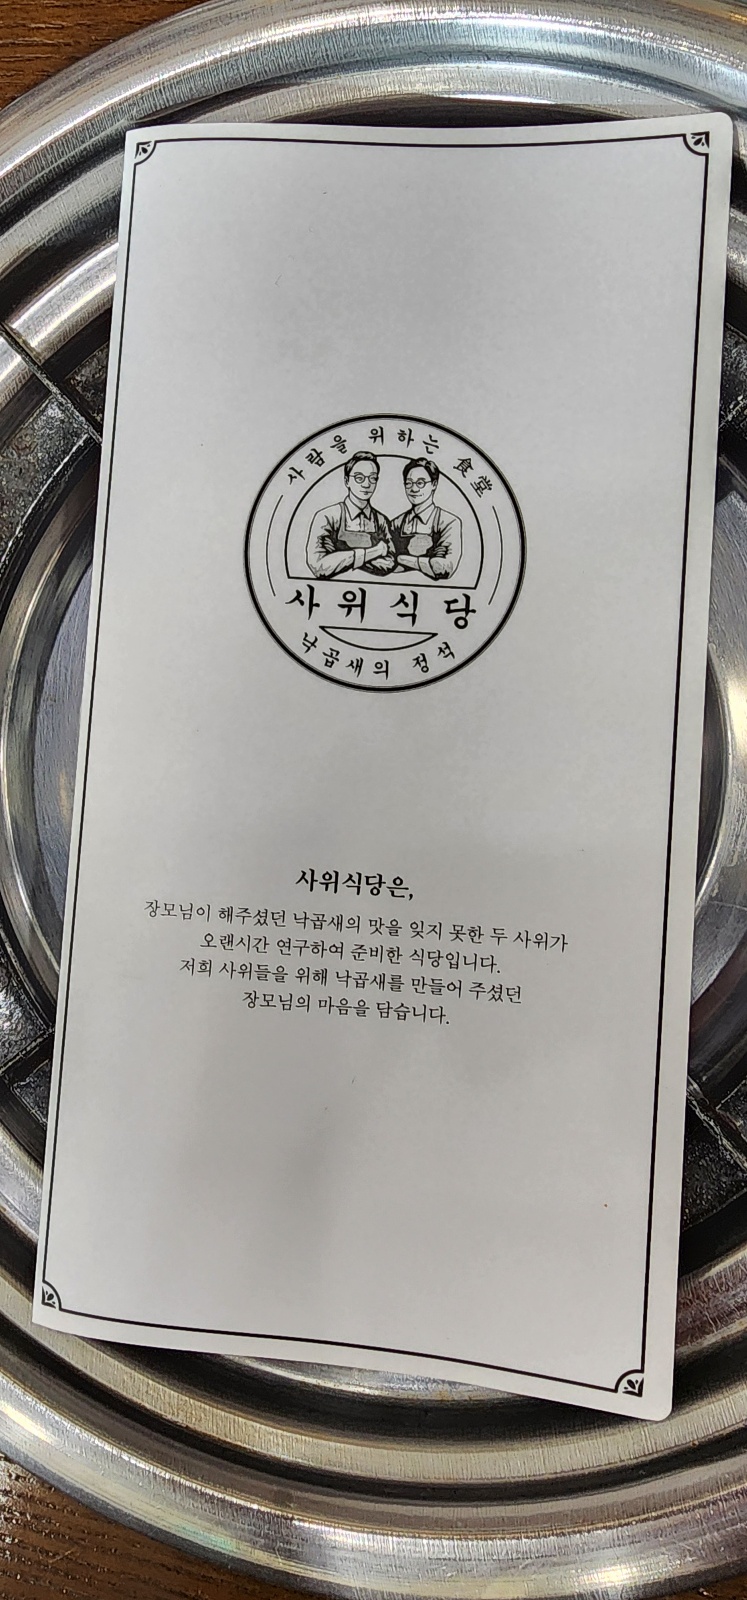 사람을 위하는 食堂
사위식당
낙곱새의 정석
사위식당은,
장모님이 해주셨던 낙곱새의 맛을 잊지 못한 두 사위가
오랜시간 연구하여 준비한 식당입니다.
저희 사위들을 위해 낙곱새를 만들어 주셨던
장모님의 마음을 담습니다.